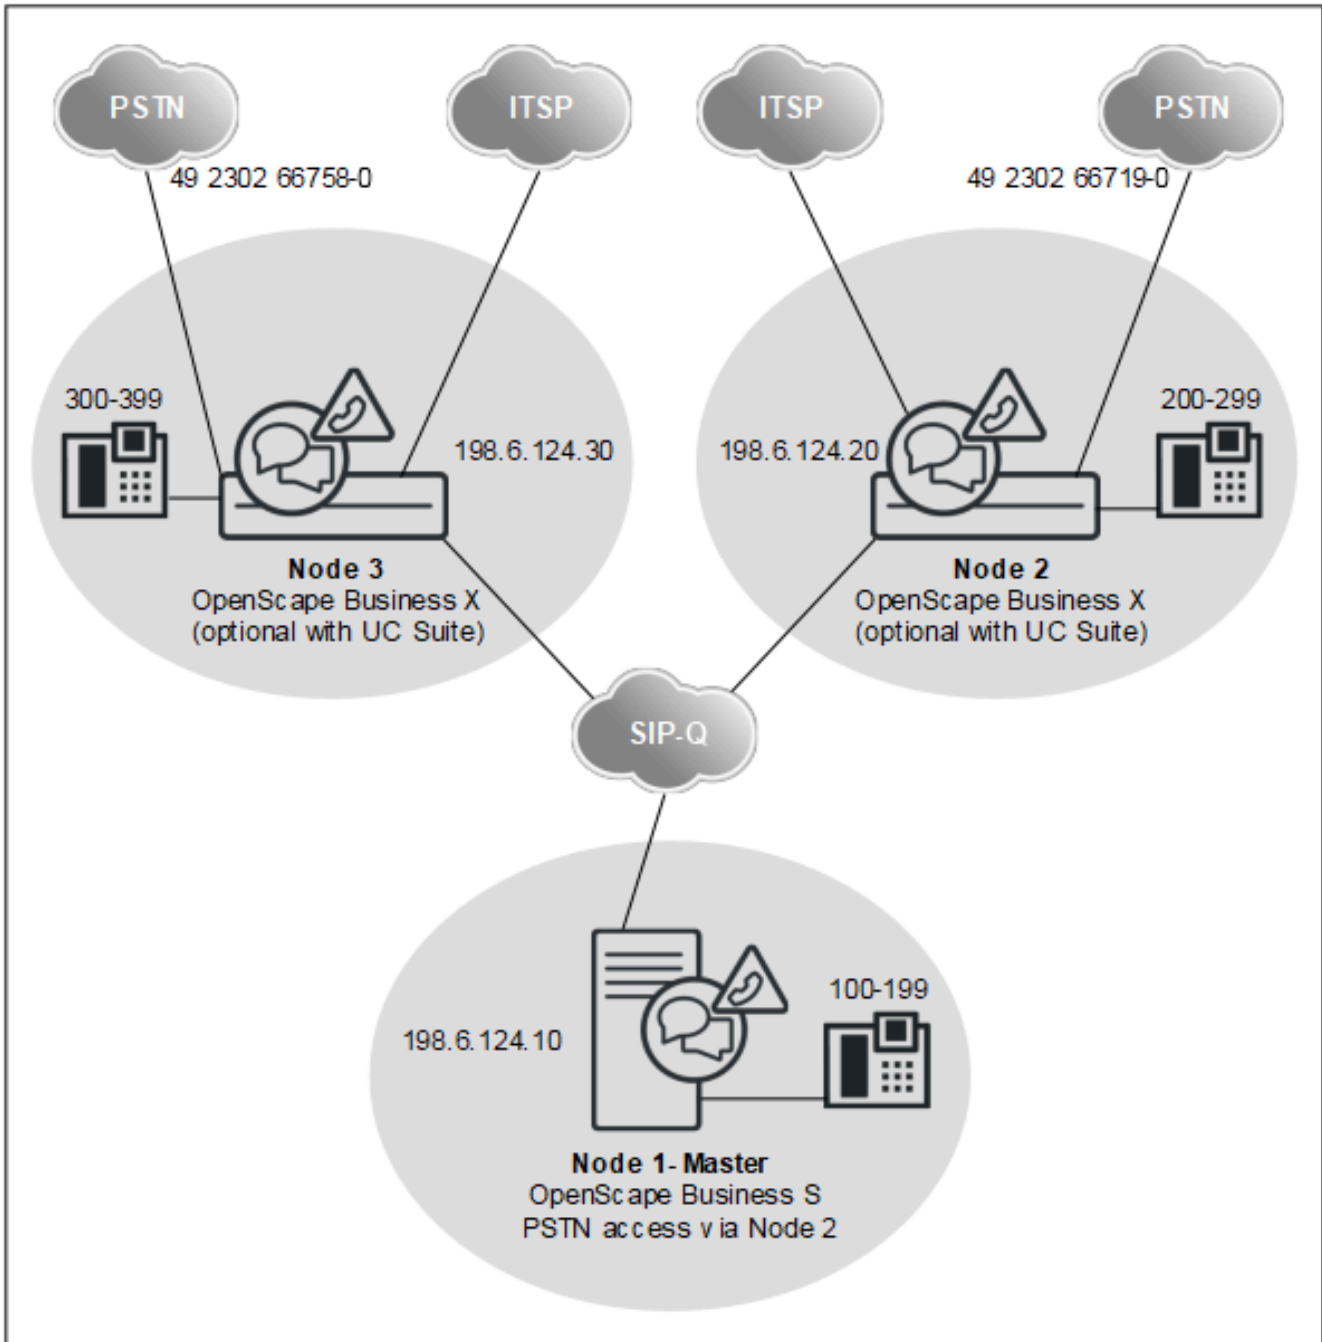 PSTN
ITSP
ITSP
PSTN
49 2302 66758-0
49 2302 66719-0
300-399
198.6.124.30
198.6.124.20
200-299
Node 3
OpenScape Business X
(optional with UC Suite)
Node 2
OpenScape Business X
(optional with UC Suite)
SIP-Q
100-199
198.6.124.10
Node 1- Master
OpenScape Business S
PSTN access via Node 2